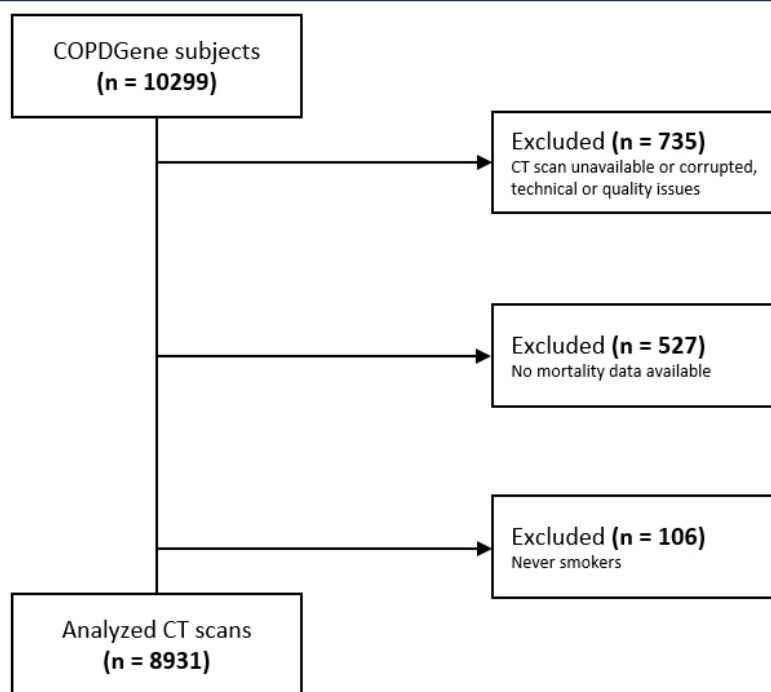 COPDGene subjects
(n = 10299)
Excluded (n = 735)
CT scan unavailable or corrupted,
technical or quality issues
Excluded (n = 527)
No mortality data available
Excluded (n = 106)
Never smokers
Analyzed CT scans
(n = 8931)